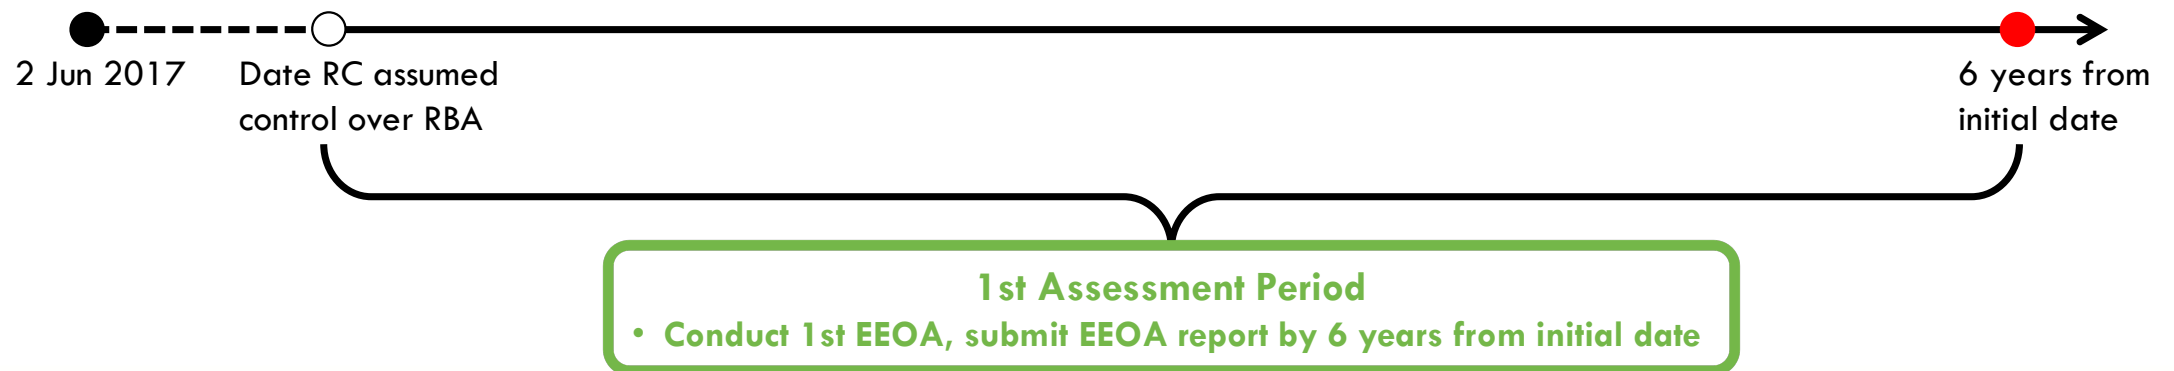 2 Jun 2017
Date RC assumed
control over RBA
6 years from
initial date
1st Assessment Period
• Conduct 1st EEOA, submit EEOA report by 6 years from initial date